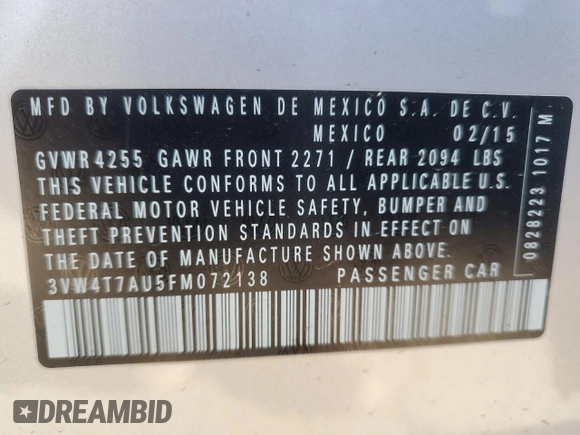 MFD BY VOLKSWAGEN DE MEXICO S.A. DE C.V.
MEXICO 02/15
GVWR 4255 GAWR FRONT 2271 / REAR 2094 LBS
THIS VEHICLE CONFORMS TO ALL APPLICABLE U.S.
FEDERAL MOTOR VEHICLE SAFETY, BUMPER AND
THEFT PREVENTION STANDARDS IN EFFECT ON
THE DATE OF MANUFACTURE SHOWN ABOVE.
3VW4T7AU5FM072138 PASSENGER CAR
0828223 1017 M
DREAMBID